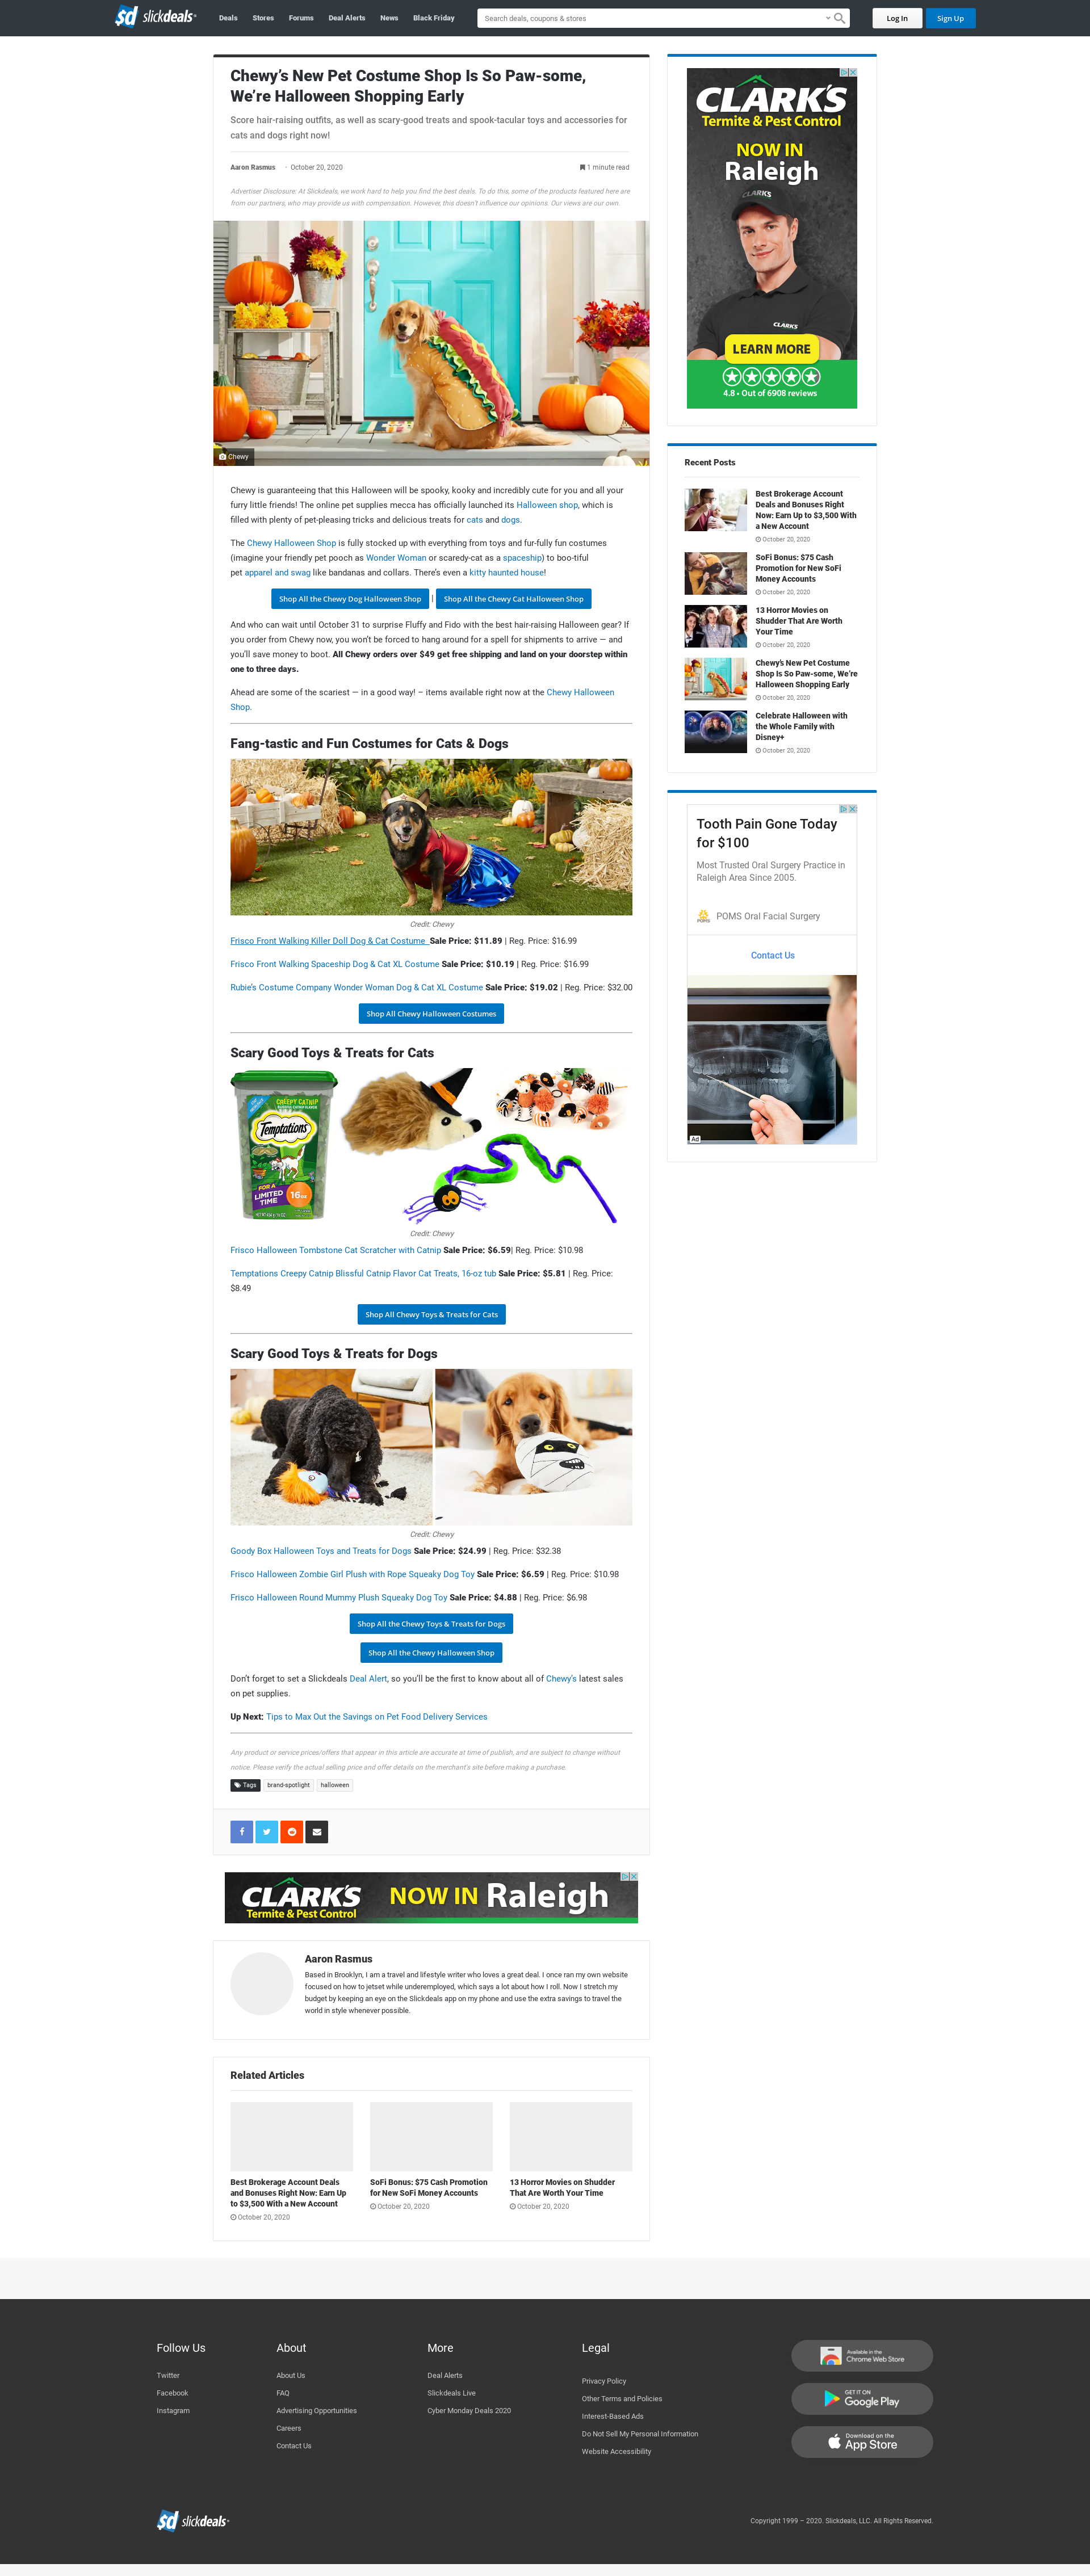 sd slickdeals
Deals
Stores
Forums
Deal Alerts
News
Black Friday
Search deals, coupons & stores
Log In
Sign Up
Chewy's New Pet Costume Shop Is So Paw-some,
We're Halloween Shopping Early
Score hair-raising outfits, as well as scary-good treats and spook-tacular toys and accessories for
cats and dogs right now!
Aaron Rasmus · October 20, 2020
1 minute read
Advertiser Disclosure: At Slickdeals, we work hard to help you find the best deals. To do this, some of the products featured here are
from our partners, who may provide us with compensation. However, this doesn't influence our opinions. Our views are our own.
Chewy
Chewy is guaranteeing that this Halloween will be spooky, kooky and incredibly cute for you and all your
furry little friends! The online pet supplies mecca has officially launched its Halloween shop, which is
filled with plenty of pet-pleasing tricks and delicious treats for cats and dogs.
The Chewy Halloween Shop is fully stocked up with everything from toys and fur-fully fun costumes
(imagine your friendly pet pooch as Wonder Woman or scaredy-cat as a spaceship) to boo-tiful
pet apparel and swag like bandanas and collars. There's even a kitty haunted house!
Shop All the Chewy Dog Halloween Shop | Shop All the Chewy Cat Halloween Shop
And who can wait until October 31 to surprise Fluffy and Fido with the best hair-raising Halloween gear? If
you order from Chewy now, you won't be forced to hang around for a spell for shipments to arrive — and
you'll save money to boot. All Chewy orders over $49 get free shipping and land on your doorstep within
one to three days.
Ahead are some of the scariest — in a good way! – items available right now at the Chewy Halloween
Shop.
Fang-tastic and Fun Costumes for Cats & Dogs
Credit: Chewy
Frisco Front Walking Killer Doll Dog & Cat Costume Sale Price: $11.89 | Reg. Price: $16.99
Frisco Front Walking Spaceship Dog & Cat XL Costume Sale Price: $10.19 | Reg. Price: $16.99
Rubie's Costume Company Wonder Woman Dog & Cat XL Costume Sale Price: $19.02 | Reg. Price: $32.00
Shop All Chewy Halloween Costumes
Scary Good Toys & Treats for Cats
CREEPY CATNIP
Temptations
FOR A
LIMITED
TIME
16oz
Credit: Chewy
Frisco Halloween Tombstone Cat Scratcher with Catnip Sale Price: $6.59| Reg. Price: $10.98
Temptations Creepy Catnip Blissful Catnip Flavor Cat Treats, 16-oz tub Sale Price: $5.81 | Reg. Price:
$8.49
Shop All Chewy Toys & Treats for Cats
Scary Good Toys & Treats for Dogs
Credit: Chewy
Goody Box Halloween Toys and Treats for Dogs Sale Price: $24.99 | Reg. Price: $32.38
Frisco Halloween Zombie Girl Plush with Rope Squeaky Dog Toy Sale Price: $6.59 | Reg. Price: $10.98
Frisco Halloween Round Mummy Plush Squeaky Dog Toy Sale Price: $4.88 | Reg. Price: $6.98
Shop All the Chewy Toys & Treats for Dogs
Shop All the Chewy Halloween Shop
Don't forget to set a Slickdeals Deal Alert, so you'll be the first to know about all of Chewy's latest sales
on pet supplies.
Up Next: Tips to Max Out the Savings on Pet Food Delivery Services
Any product or service prices/offers that appear in this article are accurate at time of publish, and are subject to change without
notice. Please verify the actual selling price and offer details on the merchant's site before making a purchase.
Tags
brand-spotlight
halloween
CLARK'S
Termite & Pest Control
NOW IN Raleigh
Aaron Rasmus
Based in Brooklyn, I am a travel and lifestyle writer who loves a great deal. I once ran my own website
focused on how to jetset while underemployed, which says a lot about how I roll. Now I stretch my
budget by keeping an eye on the Slickdeals app on my phone and use the extra savings to travel the
world in style whenever possible.
Related Articles
Best Brokerage Account Deals
and Bonuses Right Now: Earn Up
to $3,500 With a New Account
October 20, 2020
SoFi Bonus: $75 Cash Promotion
for New SoFi Money Accounts
October 20, 2020
13 Horror Movies on Shudder
That Are Worth Your Time
October 20, 2020
CLARK'S
Termite & Pest Control
NOW IN
Raleigh
CLARK'S
CLARK'S
LEARN MORE
4.8 • Out of 6908 reviews
Recent Posts
Best Brokerage Account
Deals and Bonuses Right
Now: Earn Up to $3,500 With
a New Account
October 20, 2020
SoFi Bonus: $75 Cash
Promotion for New SoFi
Money Accounts
October 20, 2020
13 Horror Movies on
Shudder That Are Worth
Your Time
October 20, 2020
Chewy's New Pet Costume
Shop Is So Paw-some, We're
Halloween Shopping Early
October 20, 2020
Celebrate Halloween with
the Whole Family with
Disney+
October 20, 2020
Tooth Pain Gone Today
for $100
Most Trusted Oral Surgery Practice in
Raleigh Area Since 2005.
POMS
POMS Oral Facial Surgery
Contact Us
Ad
Follow Us
Twitter
Facebook
Instagram
About
About Us
FAQ
Advertising Opportunities
Careers
Contact Us
More
Deal Alerts
Slickdeals Live
Cyber Monday Deals 2020
Legal
Privacy Policy
Other Terms and Policies
Interest-Based Ads
Do Not Sell My Personal Information
Website Accessibility
Available in the
Chrome Web Store
GET IT ON
Google Play
Download on the
App Store
sd slickdeals
Copyright 1999 – 2020. Slickdeals, LLC. All Rights Reserved.